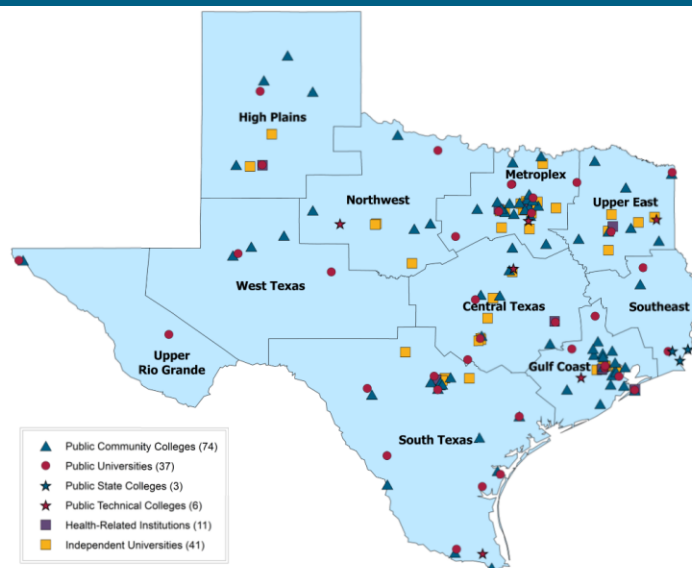 High Plains
Metroplex
Upper East
Northwest
West Texas
Central Texas
Southeast
Upper
Rio Grande
Gulf Coast
South Texas
Public Community Colleges (74)
Public Universities (37)
Public State Colleges (3)
Public Technical Colleges (6)
Health-Related Institutions (11)
Independent Universities (41)